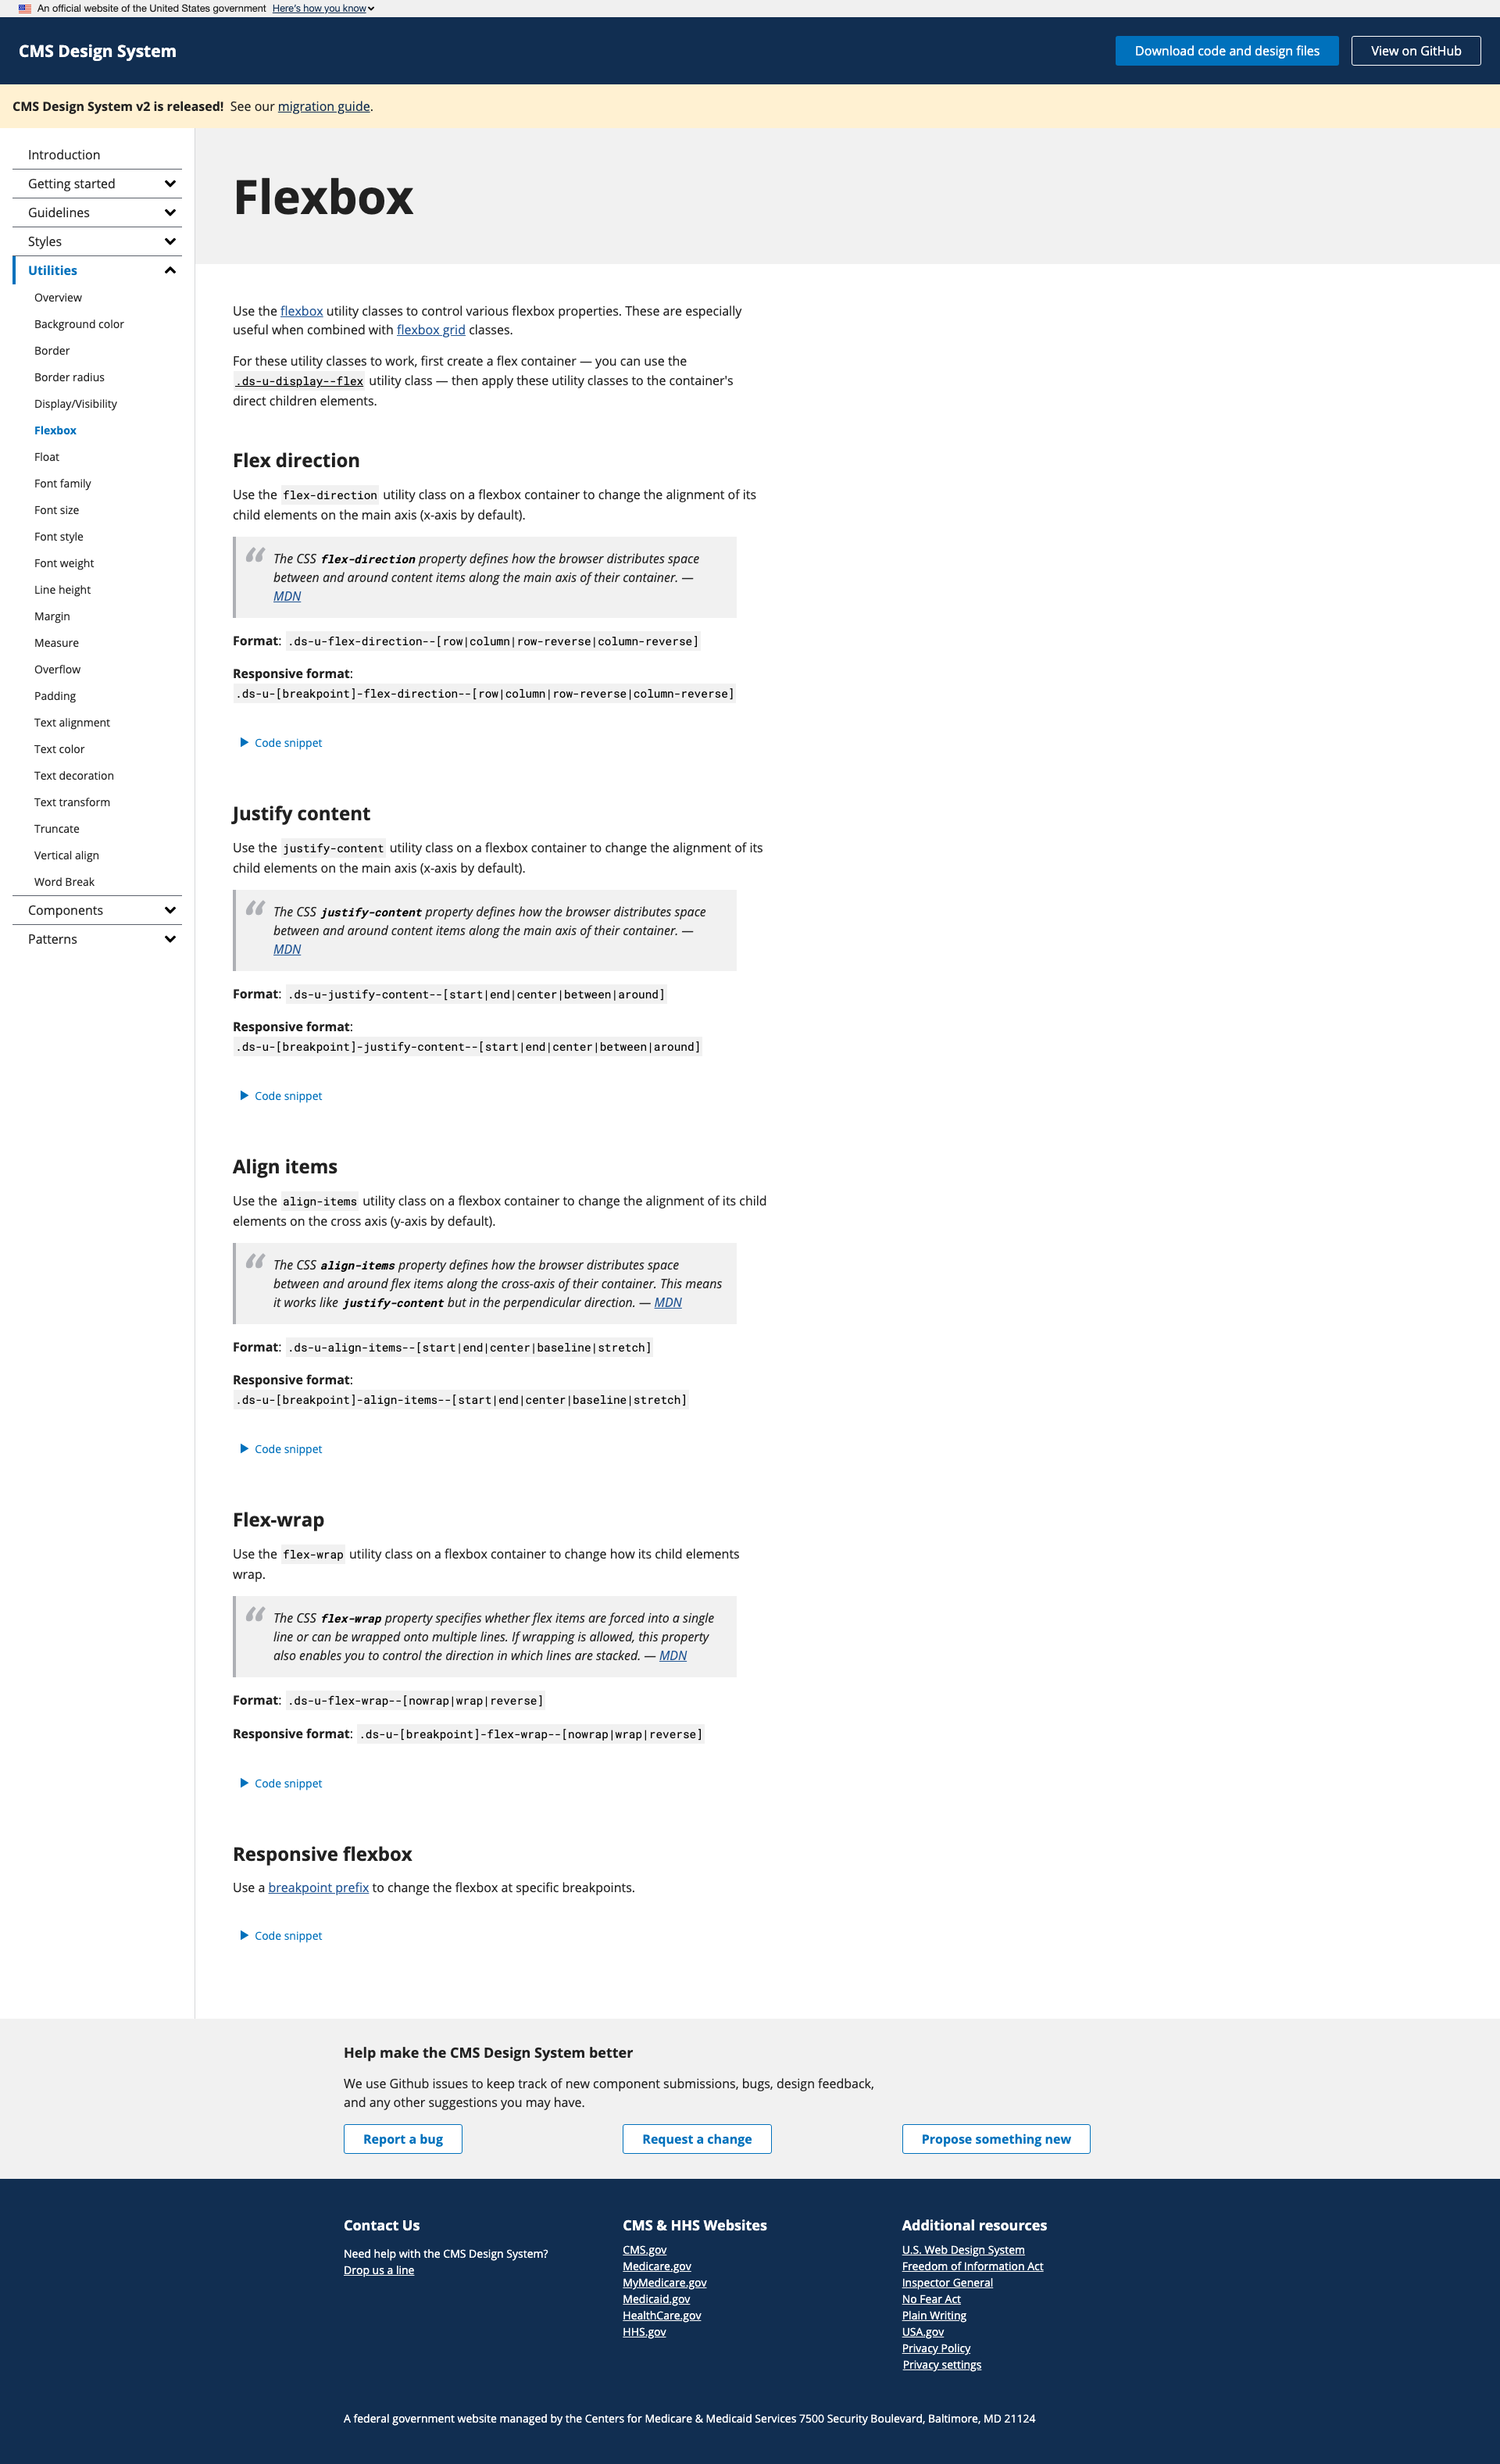 An official website of the United States government Here's how you know
CMS Design System
Download code and design files
View on GitHub
CMS Design System v2 is released! See our migration guide.
Introduction
Getting started
Guidelines
Styles
Utilities
Overview
Background color
Border
Border radius
Display/Visibility
Flexbox
Float
Font family
Font size
Font style
Font weight
Line height
Margin
Measure
Overflow
Padding
Text alignment
Text color
Text decoration
Text transform
Truncate
Vertical align
Word Break
Components
Patterns
Flexbox
Use the flexbox utility classes to control various flexbox properties. These are especially
useful when combined with flexbox grid classes.
For these utility classes to work, first create a flex container — you can use the
.ds-u-display--flex utility class — then apply these utility classes to the container's
direct children elements.
Flex direction
Use the flex-direction utility class on a flexbox container to change the alignment of its
child elements on the main axis (x-axis by default).
“ The CSS flex-direction property defines how the browser distributes space
between and around content items along the main axis of their container. —
MDN
Format: .ds-u-flex-direction--[row|column|row-reverse|column-reverse]
Responsive format:
.ds-u-[breakpoint]-flex-direction--[row|column|row-reverse|column-reverse]
Code snippet
Justify content
Use the justify-content utility class on a flexbox container to change the alignment of its
child elements on the main axis (x-axis by default).
“ The CSS justify-content property defines how the browser distributes space
between and around content items along the main axis of their container. —
MDN
Format: .ds-u-justify-content--[start|end|center|between|around]
Responsive format:
.ds-u-[breakpoint]-justify-content--[start|end|center|between|around]
Code snippet
Align items
Use the align-items utility class on a flexbox container to change the alignment of its child
elements on the cross axis (y-axis by default).
“ The CSS align-items property defines how the browser distributes space
between and around flex items along the cross-axis of their container. This means
it works like justify-content but in the perpendicular direction. — MDN
Format: .ds-u-align-items--[start|end|center|baseline|stretch]
Responsive format:
.ds-u-[breakpoint]-align-items--[start|end|center|baseline|stretch]
Code snippet
Flex-wrap
Use the flex-wrap utility class on a flexbox container to change how its child elements
wrap.
“ The CSS flex-wrap property specifies whether flex items are forced into a single
line or can be wrapped onto multiple lines. If wrapping is allowed, this property
also enables you to control the direction in which lines are stacked. — MDN
Format: .ds-u-flex-wrap--[nowrap|wrap|reverse]
Responsive format: .ds-u-[breakpoint]-flex-wrap--[nowrap|wrap|reverse]
Code snippet
Responsive flexbox
Use a breakpoint prefix to change the flexbox at specific breakpoints.
Code snippet
Help make the CMS Design System better
We use Github issues to keep track of new component submissions, bugs, design feedback,
and any other suggestions you may have.
Report a bug
Request a change
Propose something new
Contact Us
Need help with the CMS Design System?
Drop us a line
CMS & HHS Websites
CMS.gov
Medicare.gov
MyMedicare.gov
Medicaid.gov
HealthCare.gov
HHS.gov
Additional resources
U.S. Web Design System
Freedom of Information Act
Inspector General
No Fear Act
Plain Writing
USA.gov
Privacy Policy
Privacy settings
A federal government website managed by the Centers for Medicare & Medicaid Services 7500 Security Boulevard, Baltimore, MD 21124